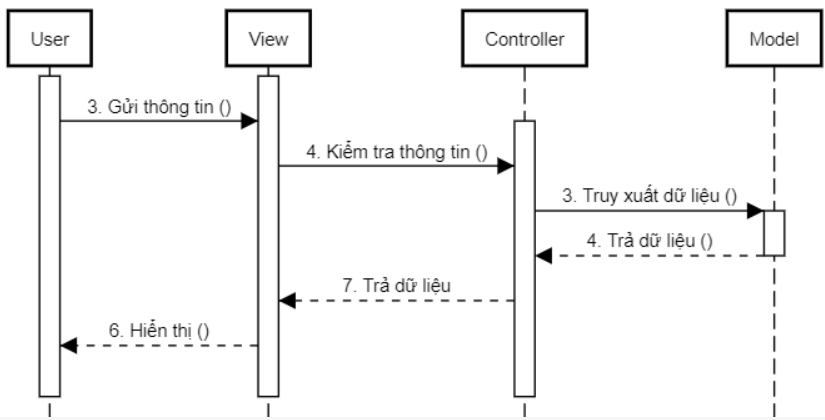 User
View
Controller
Model
3. Gửi thông tin ()
4. Kiểm tra thông tin ()
3. Truy xuất dữ liệu ()
4. Trả dữ liệu ()
7. Trả dữ liệu
6. Hiển thị ()